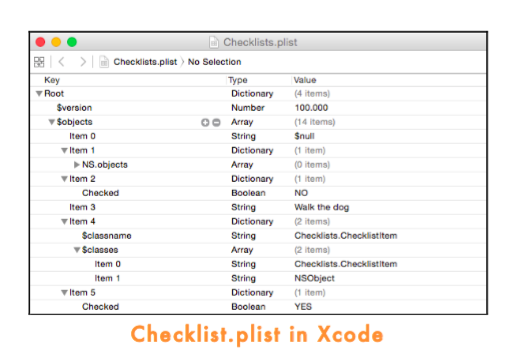 Checklists.plist
Checklists.plist › No Selection
Key Type Value
Root Dictionary (4 items)
$version Number 100.000
$objects Array (14 items)
Item 0 String $null
Item 1 Dictionary (1 item)
NS.objects Array (0 items)
Item 2 Dictionary (1 item)
Checked Boolean NO
Item 3 String Walk the dog
Item 4 Dictionary (2 items)
$classname String Checklists.ChecklistItem
$classes Array (2 items)
Item 0 String Checklists.ChecklistItem
Item 1 String NSObject
Item 5 Dictionary (1 item)
Checked Boolean YES
Checklist.plist in Xcode